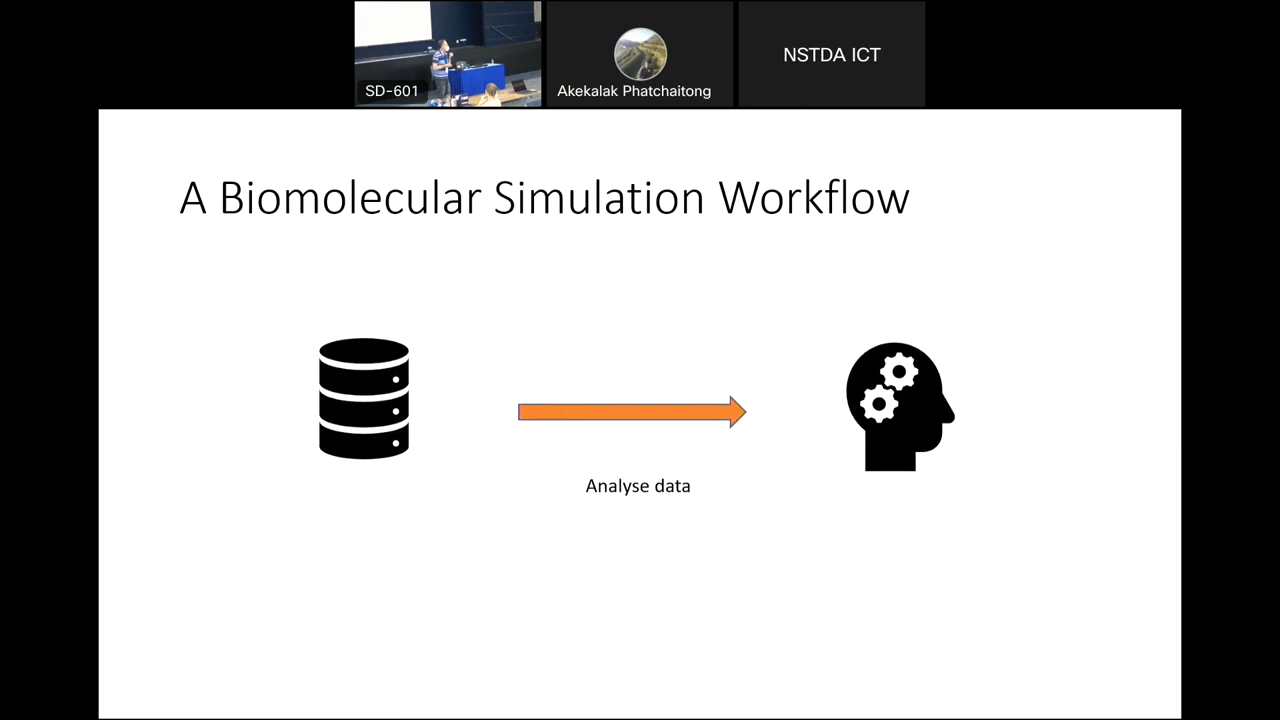 SD-601
Akekalak Phatchaitong
NSTDA ICT
A Biomolecular Simulation Workflow
Analyse data